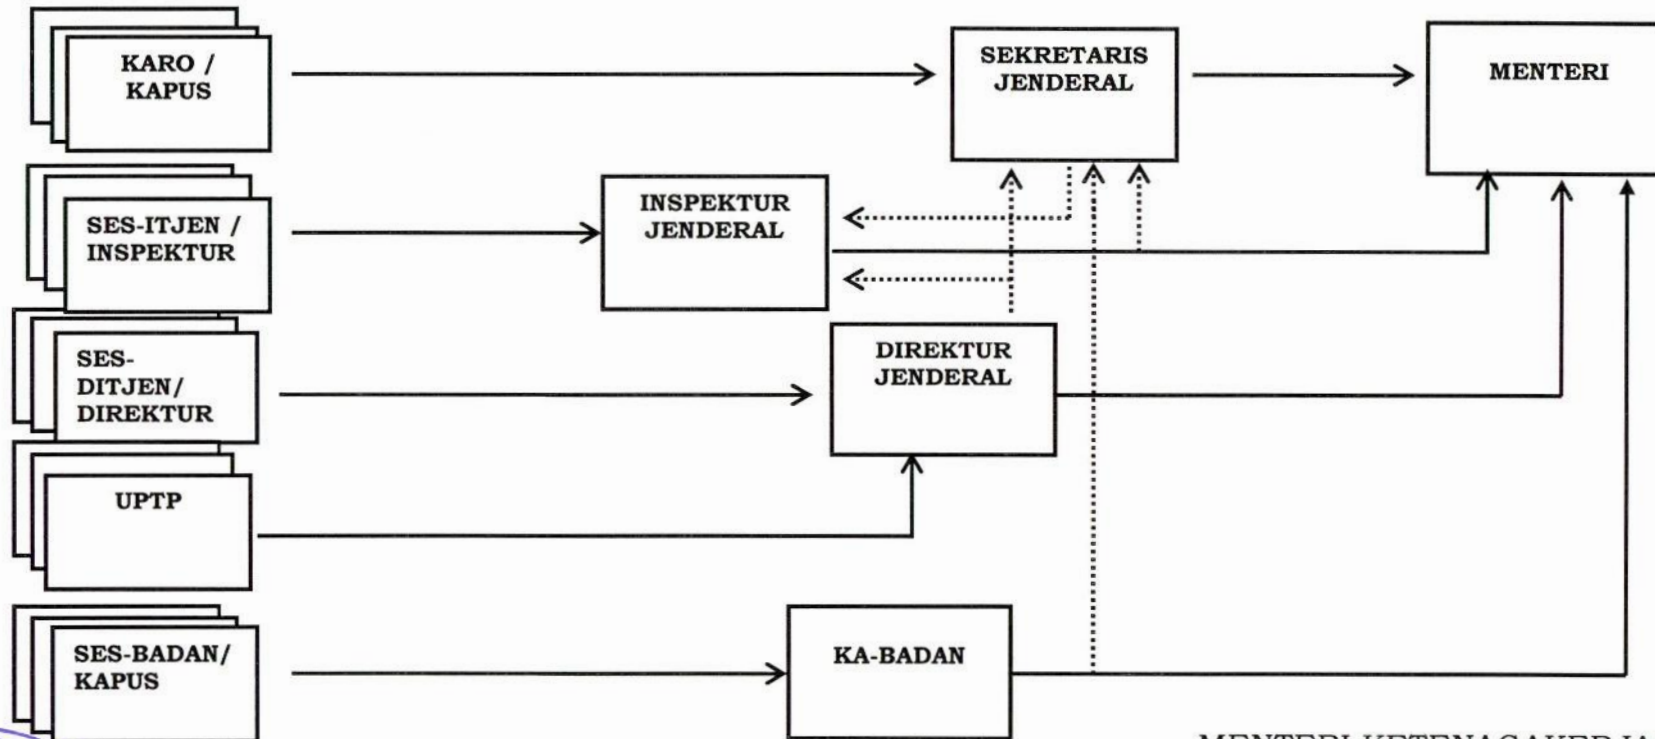 KARO /
KAPUS
SEKRETARIS
JENDERAL
MENTERI
SES-ITJEN /
INSPEKTUR
INSPEKTUR
JENDERAL
SES-
DITJEN/
DIREKTUR
DIREKTUR
JENDERAL
UPTP
SES-BADAN/
KAPUS
KA-BADAN